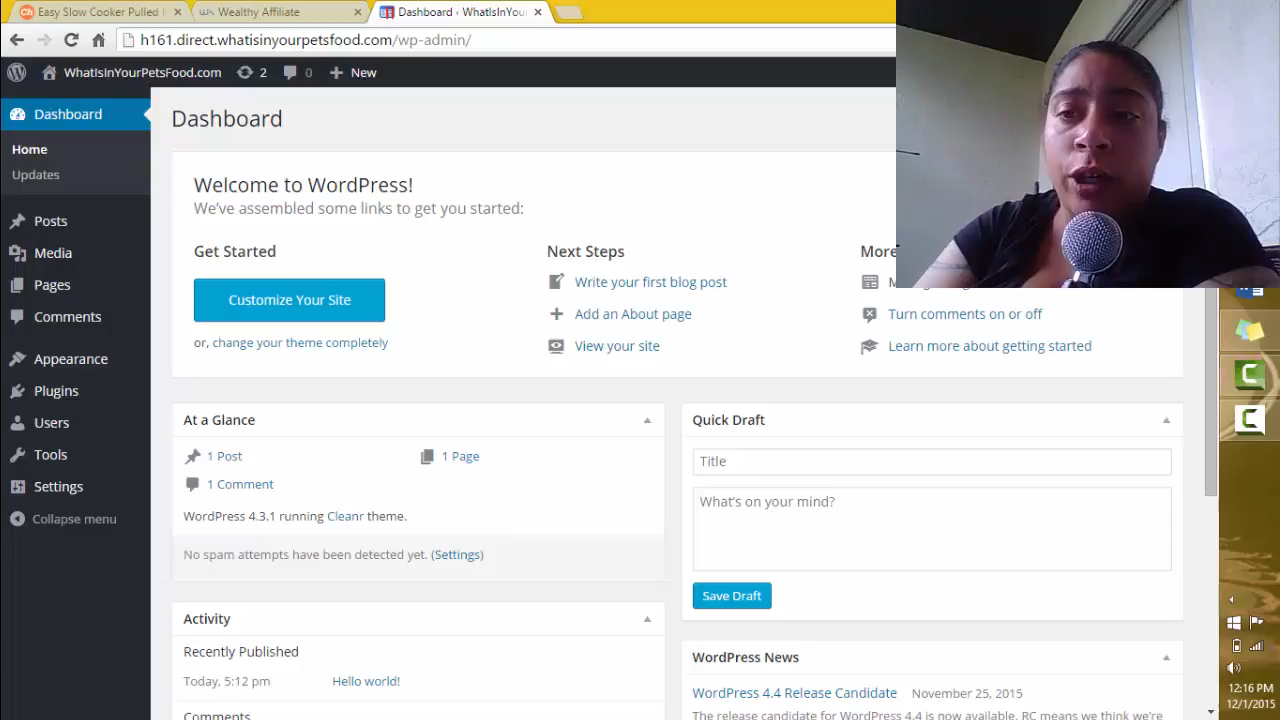 Easy Slow Cooker Pulled
Wealthy Affiliate
Dashboard ‹ WhatIsInYour
h161.direct.whatisinyourpetsfood.com/wp-admin/
WhatIsInYourPetsFood.com 2 0 New
Dashboard
Home
Updates
Posts
Media
Pages
Comments
Appearance
Plugins
Users
Tools
Settings
Collapse menu
Dashboard
Welcome to WordPress!
We've assembled some links to get you started:
Get Started
Customize Your Site
or, change your theme completely
Next Steps
Write your first blog post
Add an About page
View your site
Turn comments on or off
Learn more about getting started
At a Glance
1 Post 1 Page
1 Comment
WordPress 4.3.1 running Cleanr theme.
No spam attempts have been detected yet. (Settings)
Activity
Recently Published
Today, 5:12 pm Hello world!
Comments
Quick Draft
Title
What's on your mind?
Save Draft
WordPress News
WordPress 4.4 Release Candidate November 25, 2015
The release candidate for WordPress 4.4 is now available. RC means we think we're
12:16 PM
12/1/2015